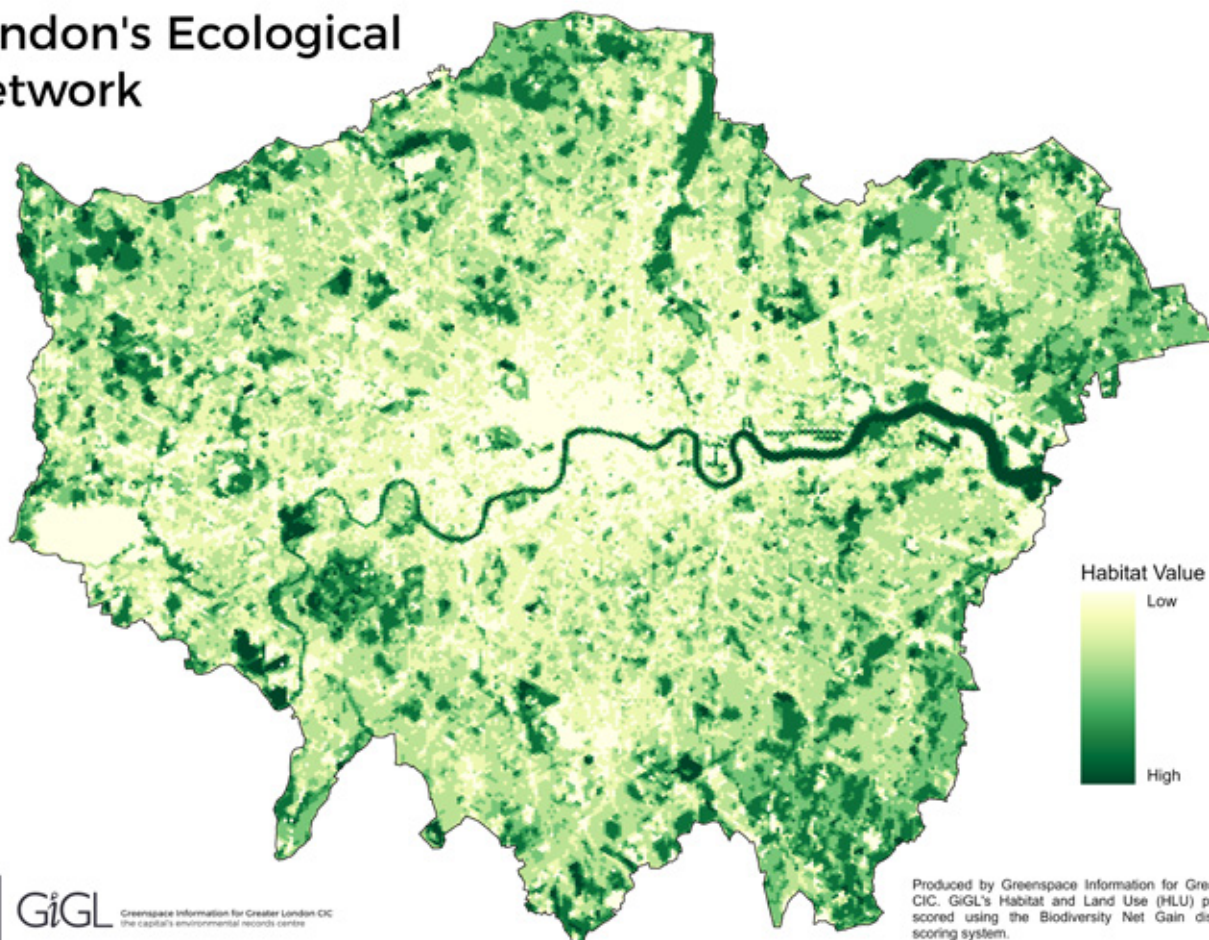 ndon's Ecological
etwork
Habitat Value
Low
High
GiGL
Greenspace Information for Greater London CIC
the capital's environmental records centre
Produced by Greenspace Information for Gre
CIC. GiGL's Habitat and Land Use (HLU) p
scored using the Biodiversity Net Gain dis
scoring system.